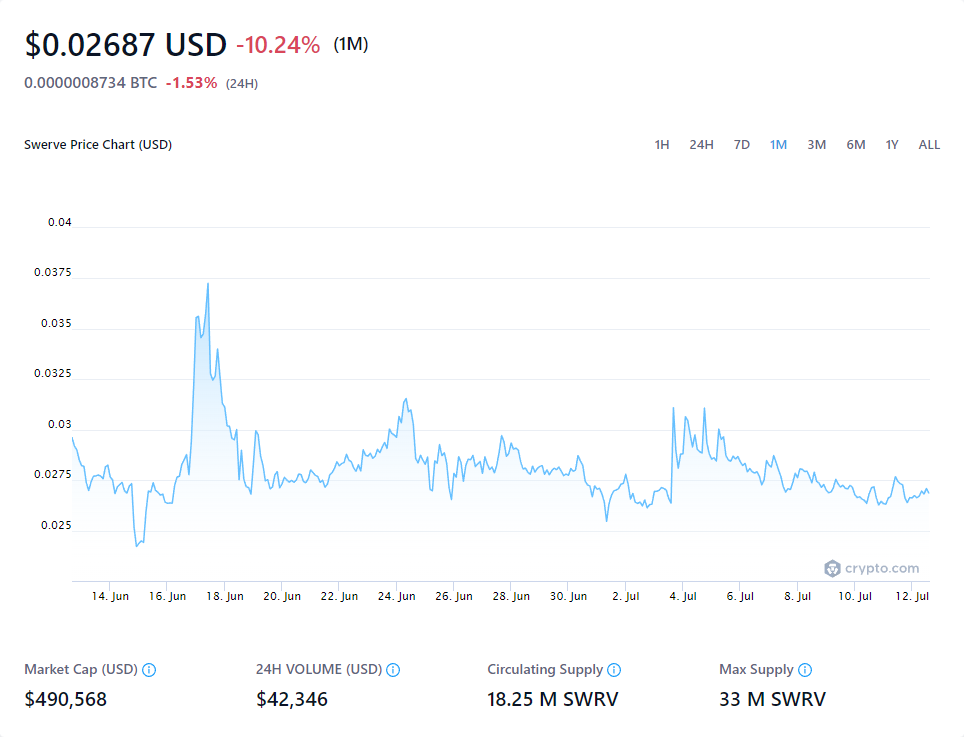 $0.02687 USD -10.24% (1M)
0.0000008734 BTC -1.53% (24H)
Swerve Price Chart (USD) 1H 24H 7D 1M 3M 6M 1Y ALL
0.04
0.0375
0.035
0.0325
0.03
0.0275
0.025
crypto.com
14. Jun 16. Jun 18. Jun 20. Jun 22. Jun 24. Jun 26. Jun 28. Jun 30. Jun 2. Jul 4. Jul 6. Jul 8. Jul 10. Jul 12. Jul
Market Cap (USD) 24H VOLUME (USD) Circulating Supply Max Supply
$490,568 $42,346 18.25 M SWRV 33 M SWRV